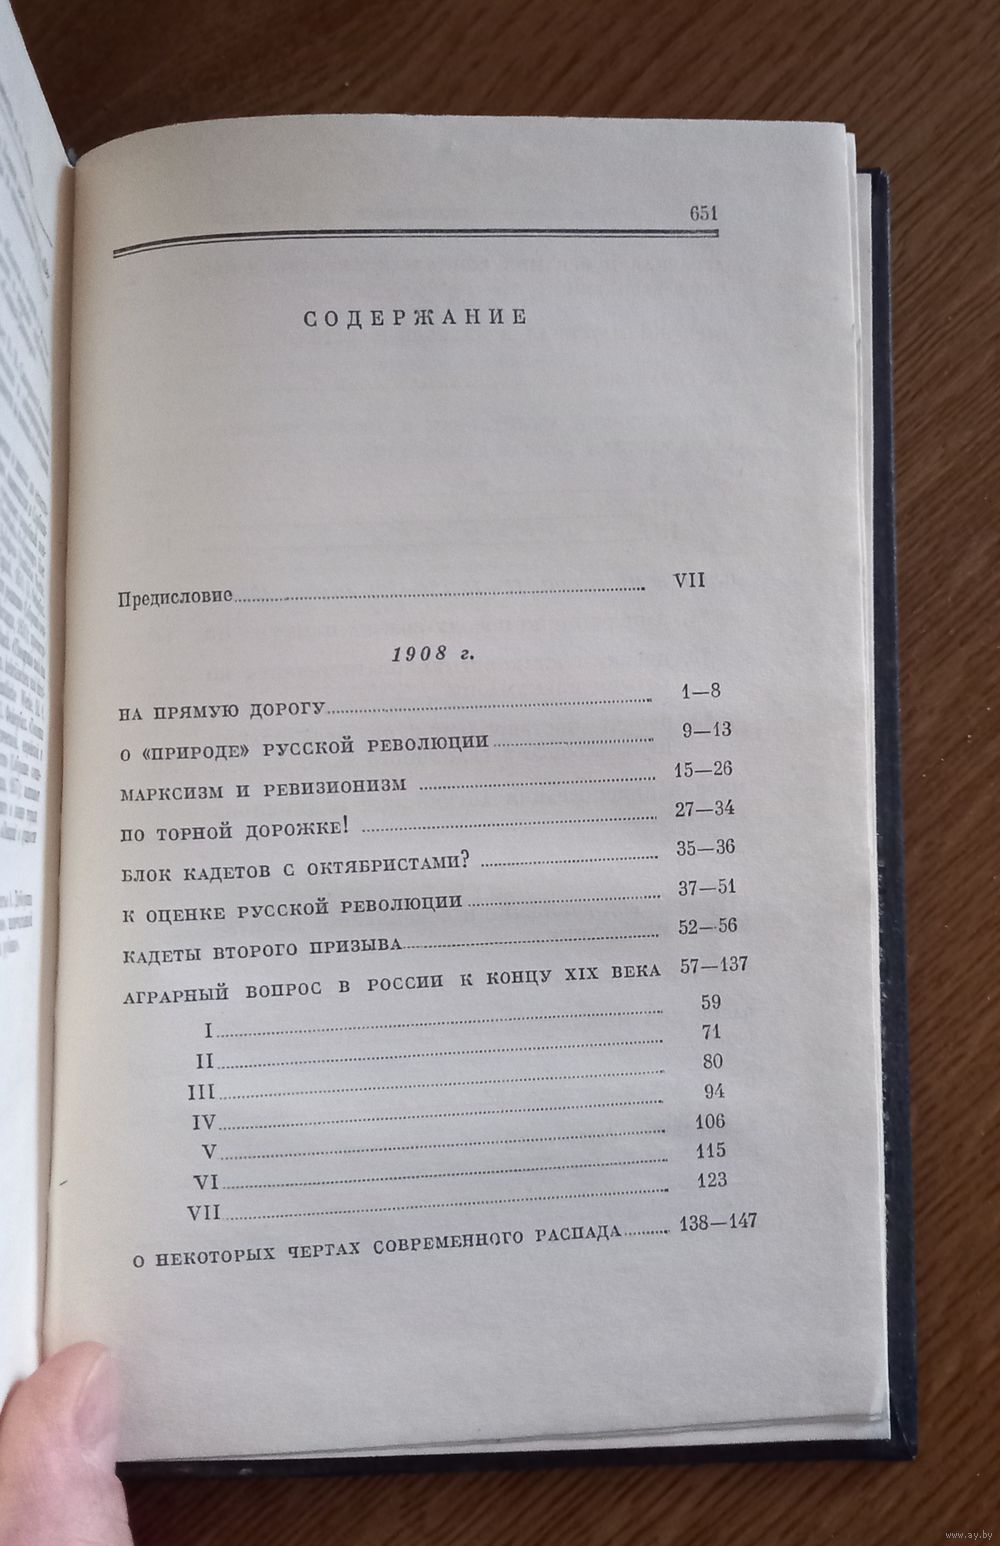 651
СОДЕРЖАНИЕ
Предисловие VII
1908 г.
НА ПРЯМУЮ ДОРОГУ 1—8
О «ПРИРОДЕ» РУССКОЙ РЕВОЛЮЦИИ 9—13
МАРКСИЗМ И РЕВИЗИОНИЗМ 15—26
ПО ТОРНОЙ ДОРОЖКЕ! 27—34
БЛОК КАДЕТОВ С ОКТЯБРИСТАМИ? 35—36
К ОЦЕНКЕ РУССКОЙ РЕВОЛЮЦИИ 37—51
КАДЕТЫ ВТОРОГО ПРИЗЫВА 52—56
АГРАРНЫЙ ВОПРОС В РОССИИ К КОНЦУ XIX ВЕКА 57—137
I 59
II 71
III 80
IV 94
V 106
VI 115
VII 123
О НЕКОТОРЫХ ЧЕРТАХ СОВРЕМЕННОГО РАСПАДА 138—147
www.ay.by